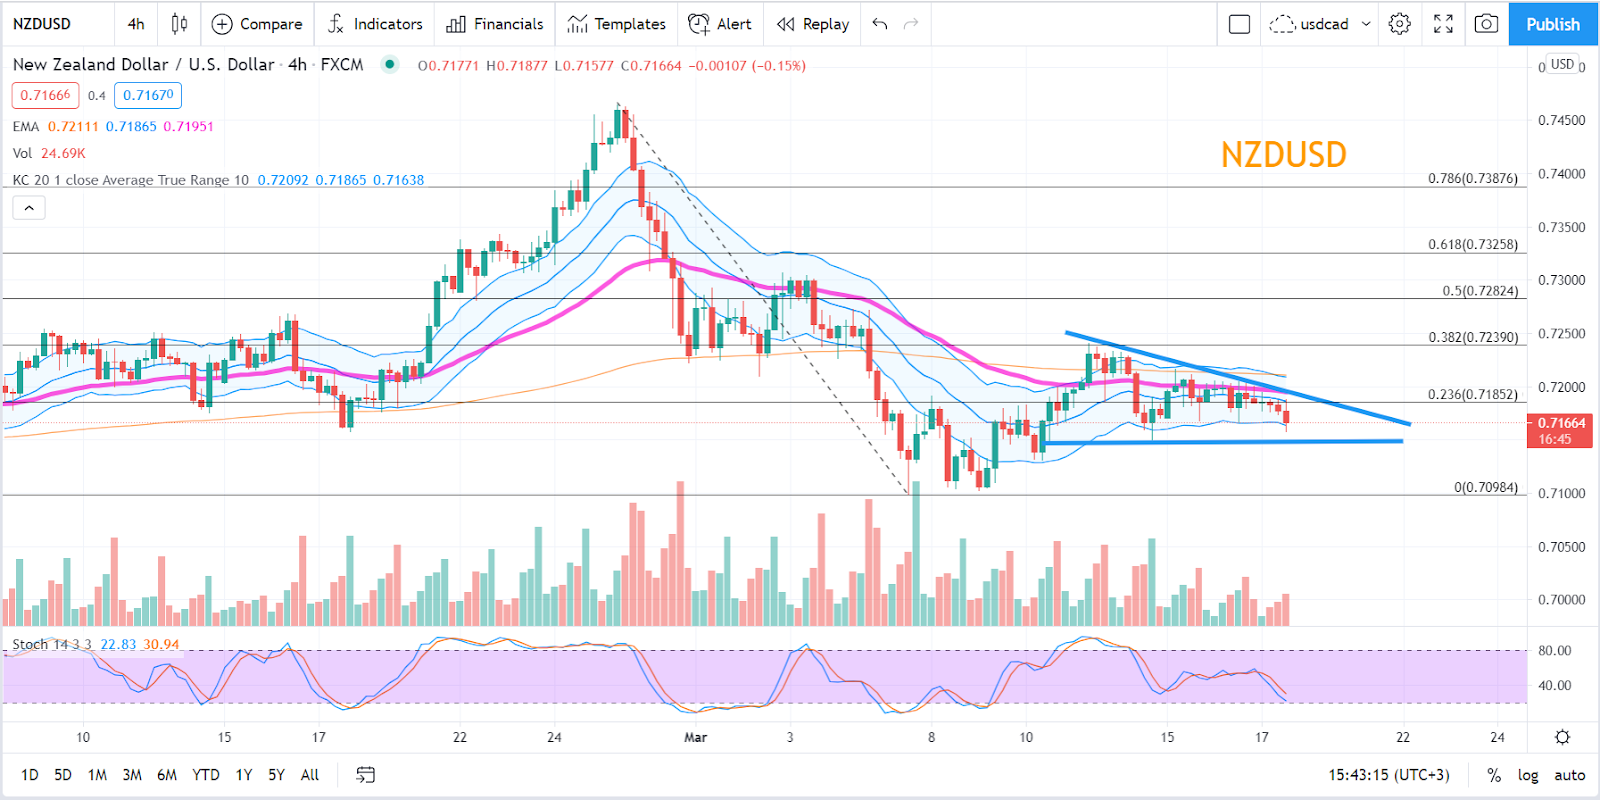 NZDUSD 4h Compare Indicators Financials Templates Alert Replay usdcad Publish
New Zealand Dollar / U.S. Dollar · 4h · FXCM O0.71771 H0.71877 L0.71577 C0.71664 −0.00107 (−0.15%)
USD
0.71666 0.4 0.71670
EMA 0.72111 0.71865 0.71951
Vol 24.69K
KC 20 1 close Average True Range 10 0.72092 0.71865 0.71638
NZDUSD
0.786(0.73876)
0.618(0.73258)
0.5(0.72824)
0.382(0.72390)
0.236(0.71852)
0(0.70984)
0.74500
0.74000
0.73500
0.73000
0.72500
0.72000
0.71664
16:45
0.71000
0.70500
0.70000
Stoch 14 3 3 22.83 30.94
80.00
40.00
10 15 17 22 24 Mar 3 8 10 15 17 22 24
1D 5D 1M 3M 6M YTD 1Y 5Y All 15:43:15 (UTC+3) % log auto